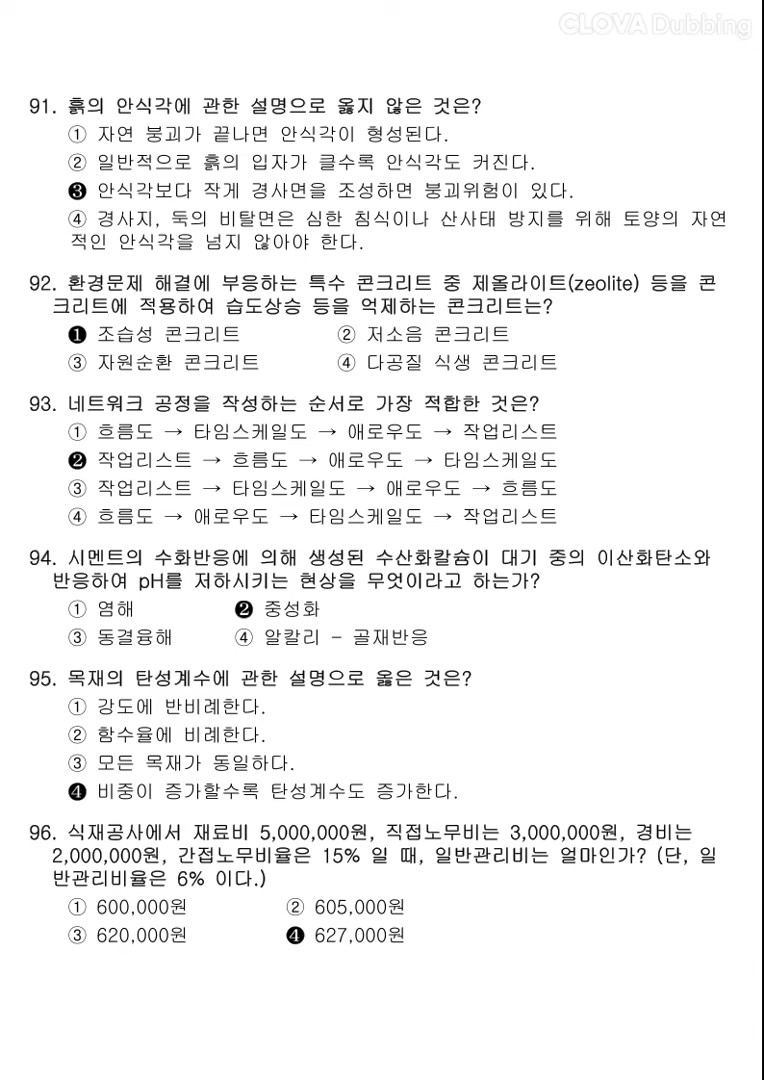 CLOVA Dubbing
91. 흙의 안식각에 관한 설명으로 옳지 않은 것은?
① 자연 붕괴가 끝나면 안식각이 형성된다.
② 일반적으로 흙의 입자가 클수록 안식각도 커진다.
❸ 안식각보다 작게 경사면을 조성하면 붕괴위험이 있다.
④ 경사지, 둑의 비탈면은 심한 침식이나 산사태 방지를 위해 토양의 자연
적인 안식각을 넘지 않아야 한다.
92. 환경문제 해결에 부응하는 특수 콘크리트 중 제올라이트(zeolite) 등을 콘
크리트에 적용하여 습도상승 등을 억제하는 콘크리트는?
❶ 조습성 콘크리트 ② 저소음 콘크리트
③ 자원순환 콘크리트 ④ 다공질 식생 콘크리트
93. 네트워크 공정을 작성하는 순서로 가장 적합한 것은?
① 흐름도 → 타임스케일도 → 애로우도 → 작업리스트
❷ 작업리스트 → 흐름도 → 애로우도 → 타임스케일도
③ 작업리스트 → 타임스케일도 → 애로우도 → 흐름도
④ 흐름도 → 애로우도 → 타임스케일도 → 작업리스트
94. 시멘트의 수화반응에 의해 생성된 수산화칼슘이 대기 중의 이산화탄소와
반응하여 pH를 저하시키는 현상을 무엇이라고 하는가?
① 염해 ❷ 중성화
③ 동결융해 ④ 알칼리 - 골재반응
95. 목재의 탄성계수에 관한 설명으로 옳은 것은?
① 강도에 반비례한다.
② 함수율에 비례한다.
③ 모든 목재가 동일하다.
❹ 비중이 증가할수록 탄성계수도 증가한다.
96. 식재공사에서 재료비 5,000,000원, 직접노무비는 3,000,000원, 경비는
2,000,000원, 간접노무비율은 15% 일 때, 일반관리비는 얼마인가? (단, 일
반관리비율은 6% 이다.)
① 600,000원 ② 605,000원
③ 620,000원 ❹ 627,000원